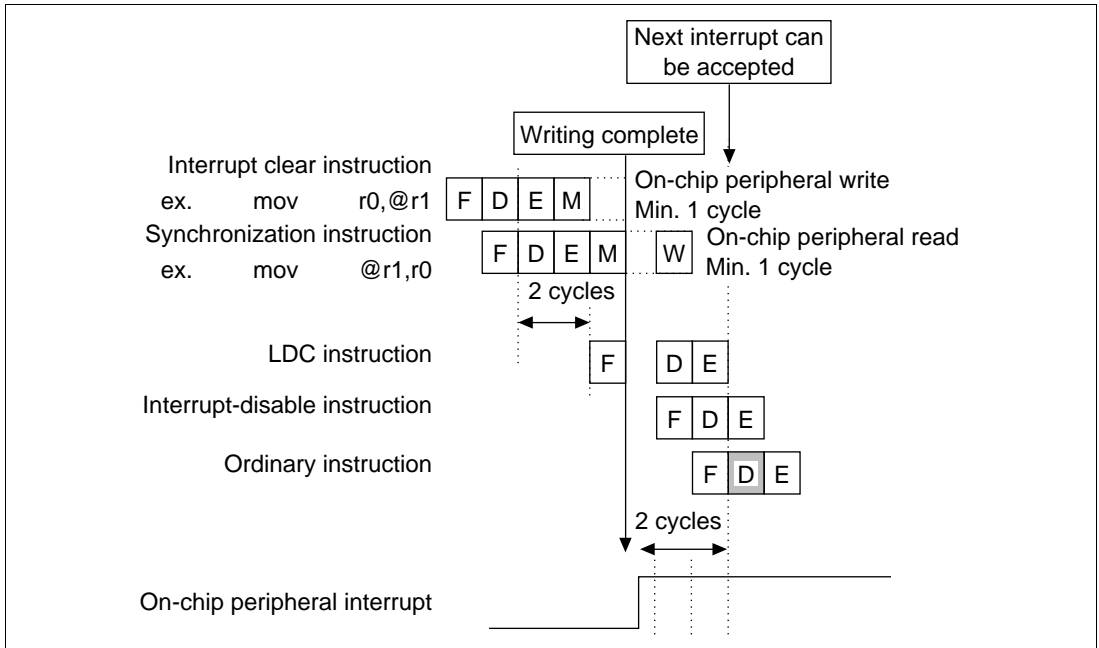 Next interrupt can
be accepted
Writing complete
Interrupt clear instruction
ex. mov r0,@r1
F D E M
On-chip peripheral write
Min. 1 cycle
Synchronization instruction
ex. mov @r1,r0
F D E M W
On-chip peripheral read
Min. 1 cycle
2 cycles
LDC instruction
F D E
Interrupt-disable instruction
F D E
Ordinary instruction
F D E
2 cycles
On-chip peripheral interrupt